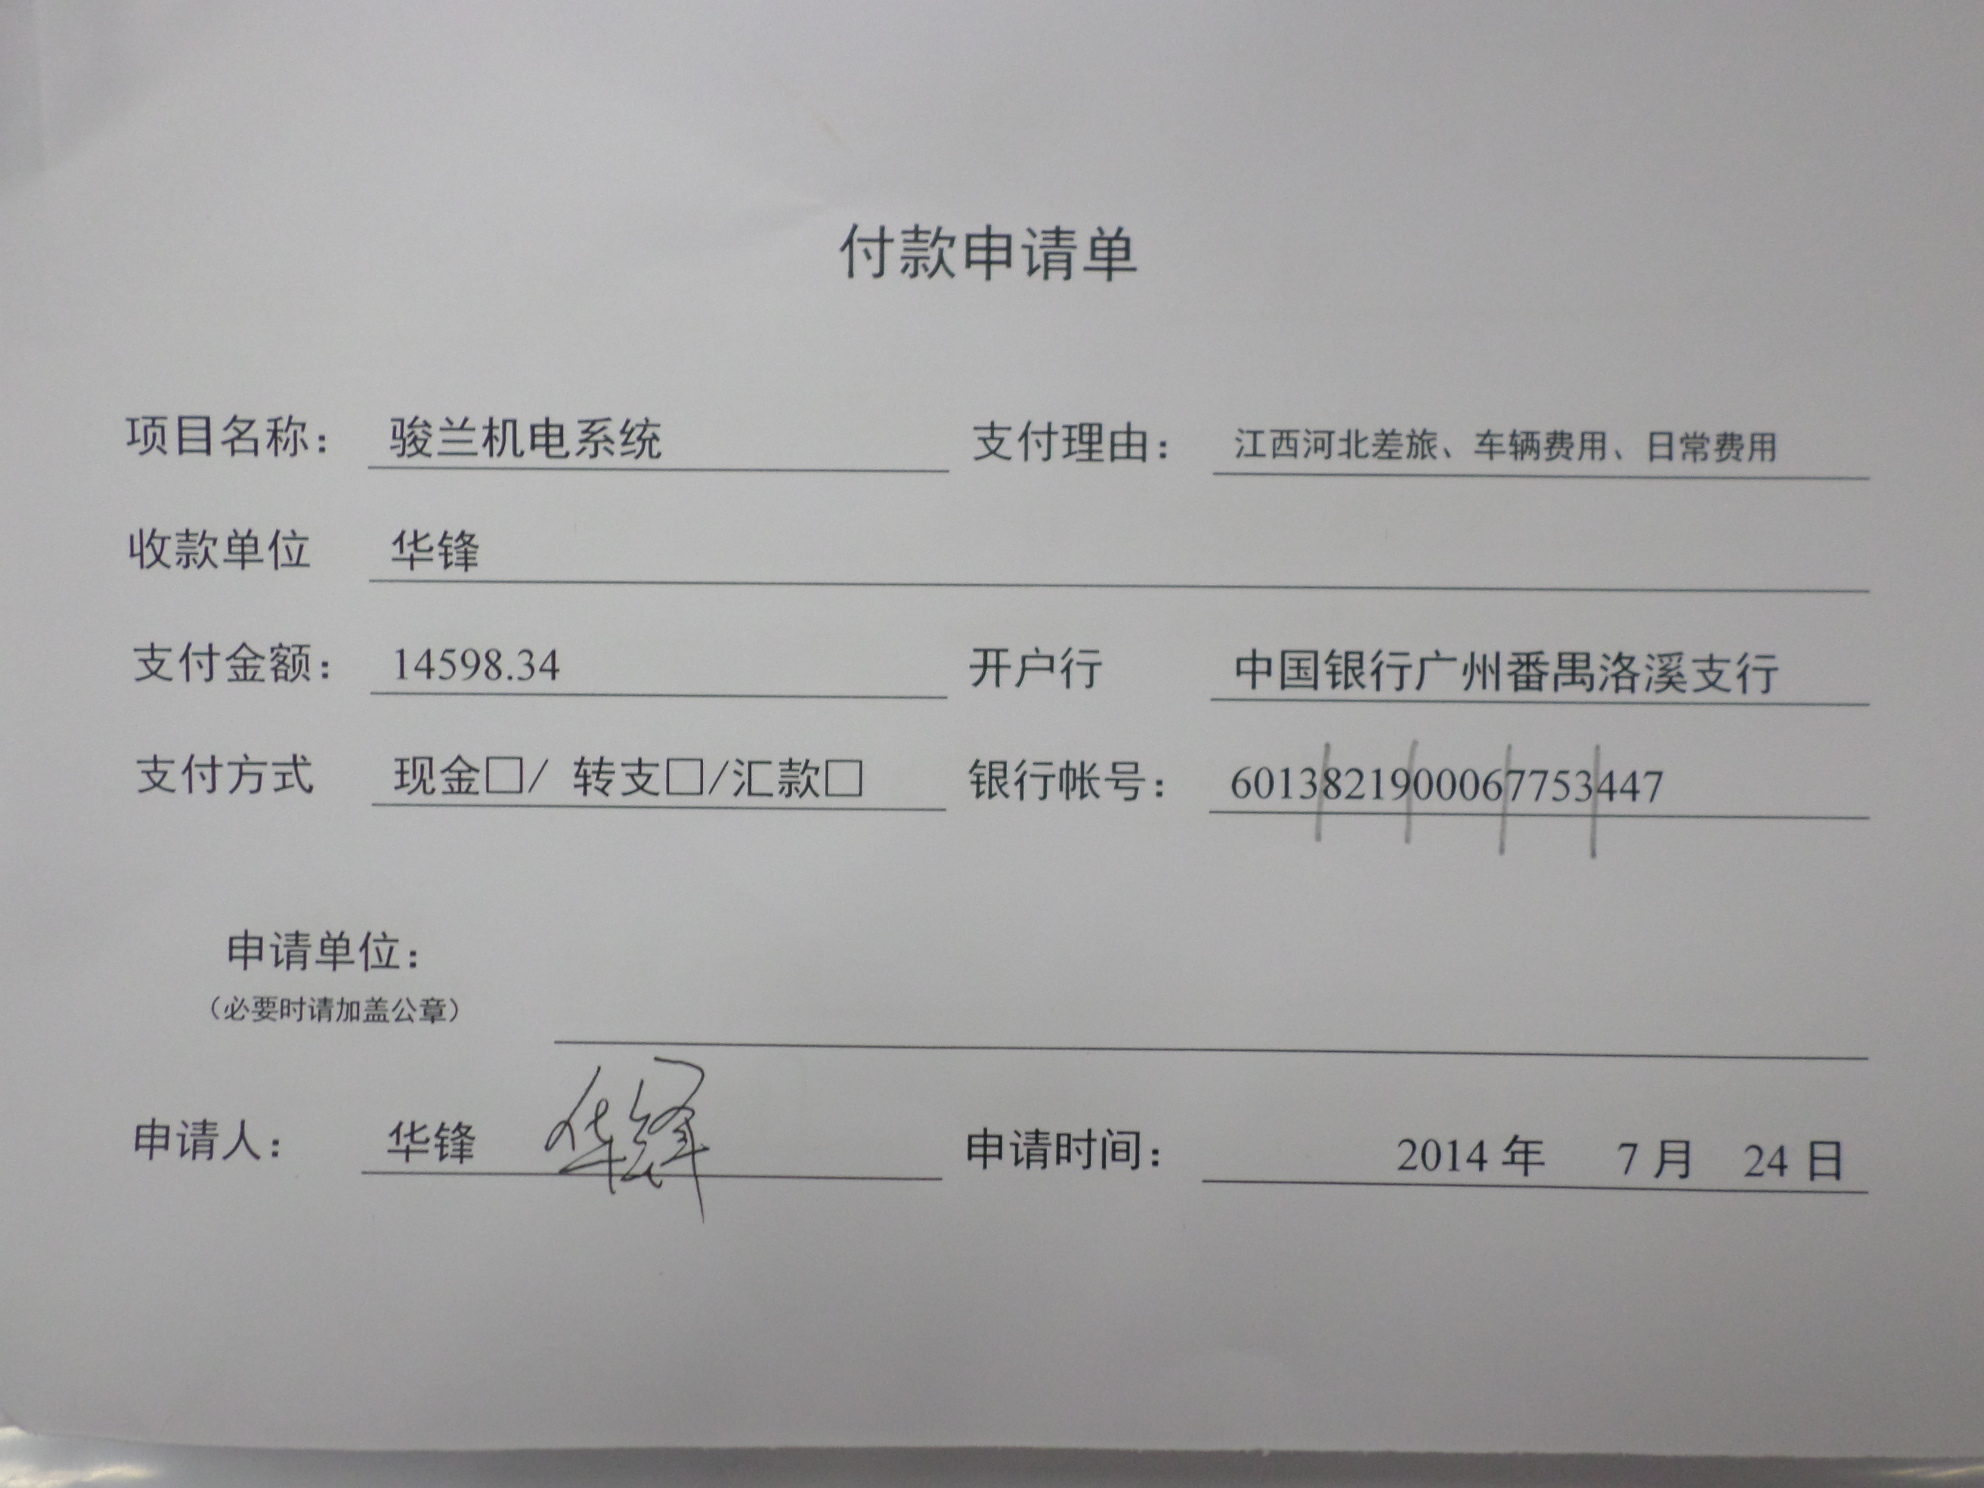 付款申请单
项目名称： 骏兰机电系统 支付理由： 江西河北差旅、车辆费用、日常费用
收款单位 华锋
支付金额： 14598.34 开户行 中国银行广州番禺洛溪支行
支付方式 现金□/ 转支□/汇款□ 银行帐号： 6013821900067753447
申请单位：
（必要时请加盖公章）
申请人： 华锋 华锋 申请时间： 2014 年 7 月 24 日